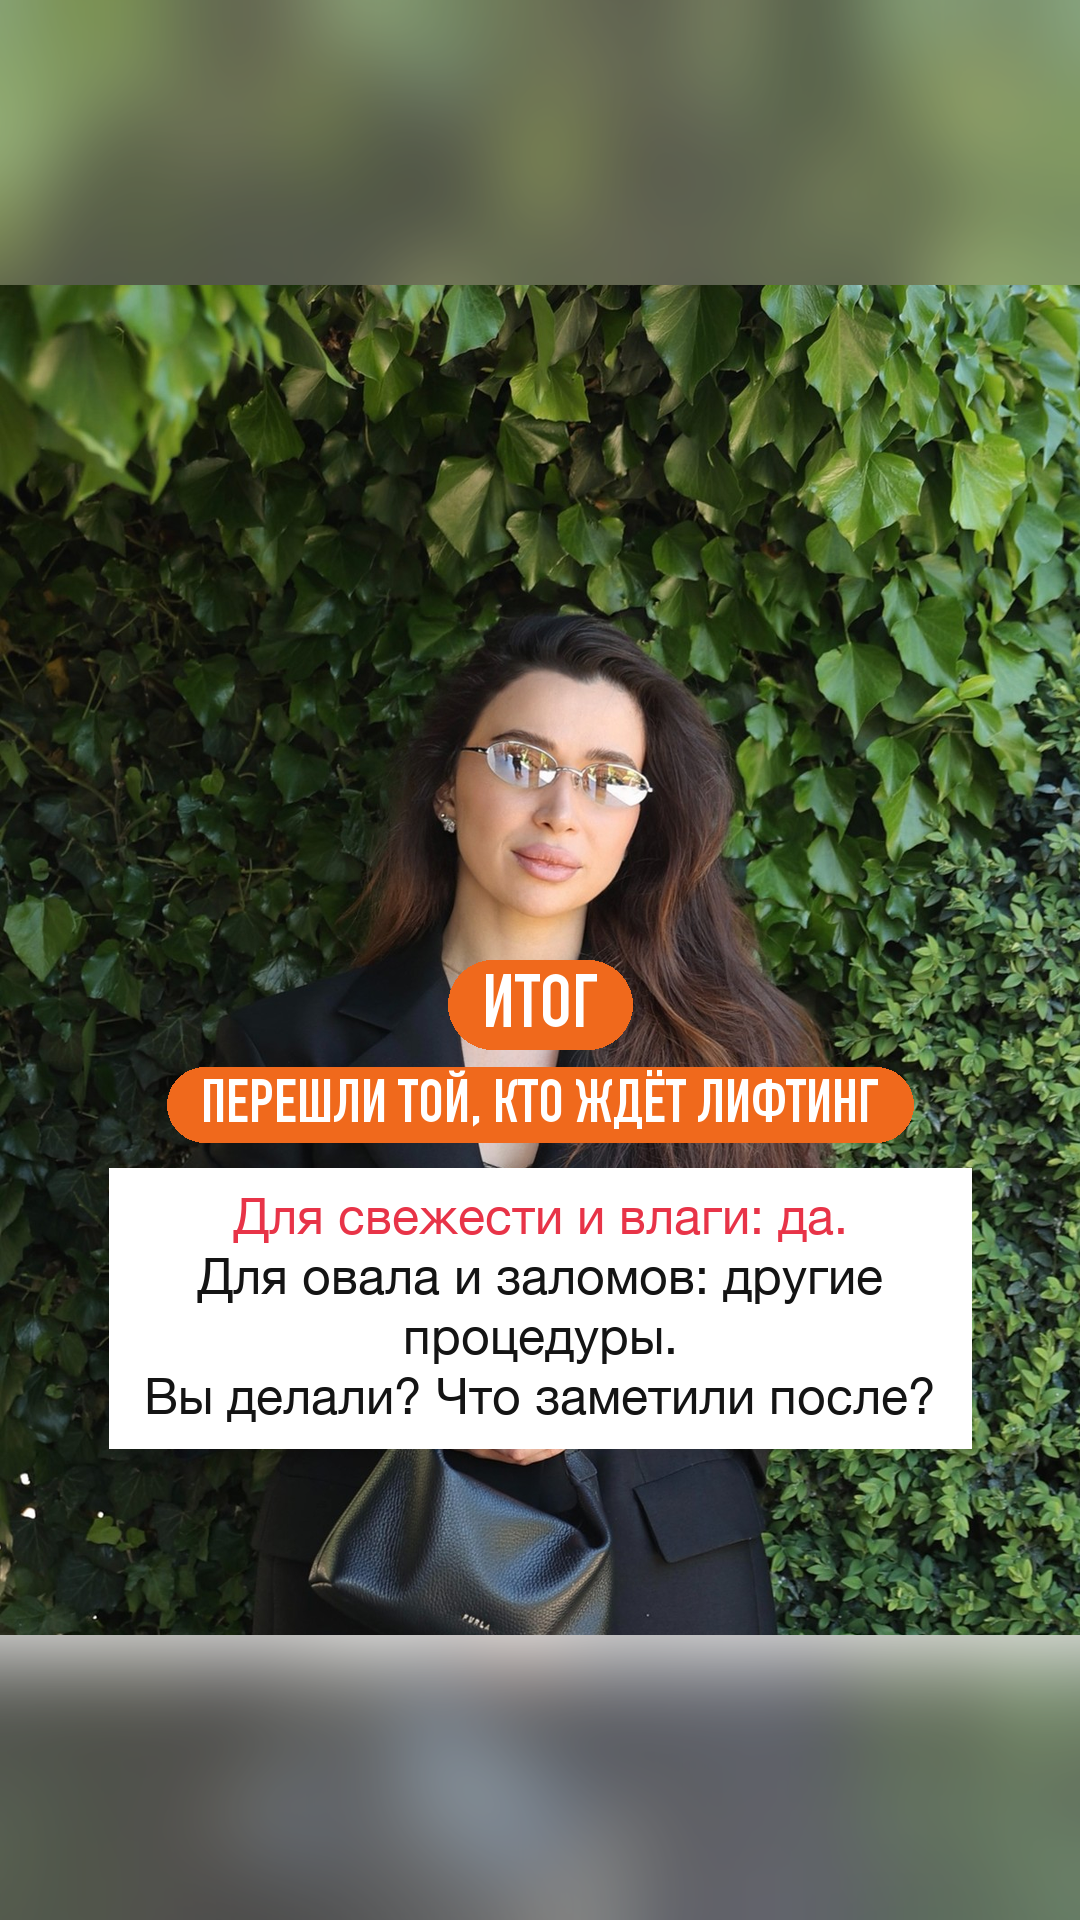 ИТОГ
ПЕРЕШЛИ ТОЙ, КТО ЖДЁТ ЛИФТИНГ
Для свежести и влаги: да.
Для овала и заломов: другие
процедуры.
Вы делали? Что заметили после?
FURLA